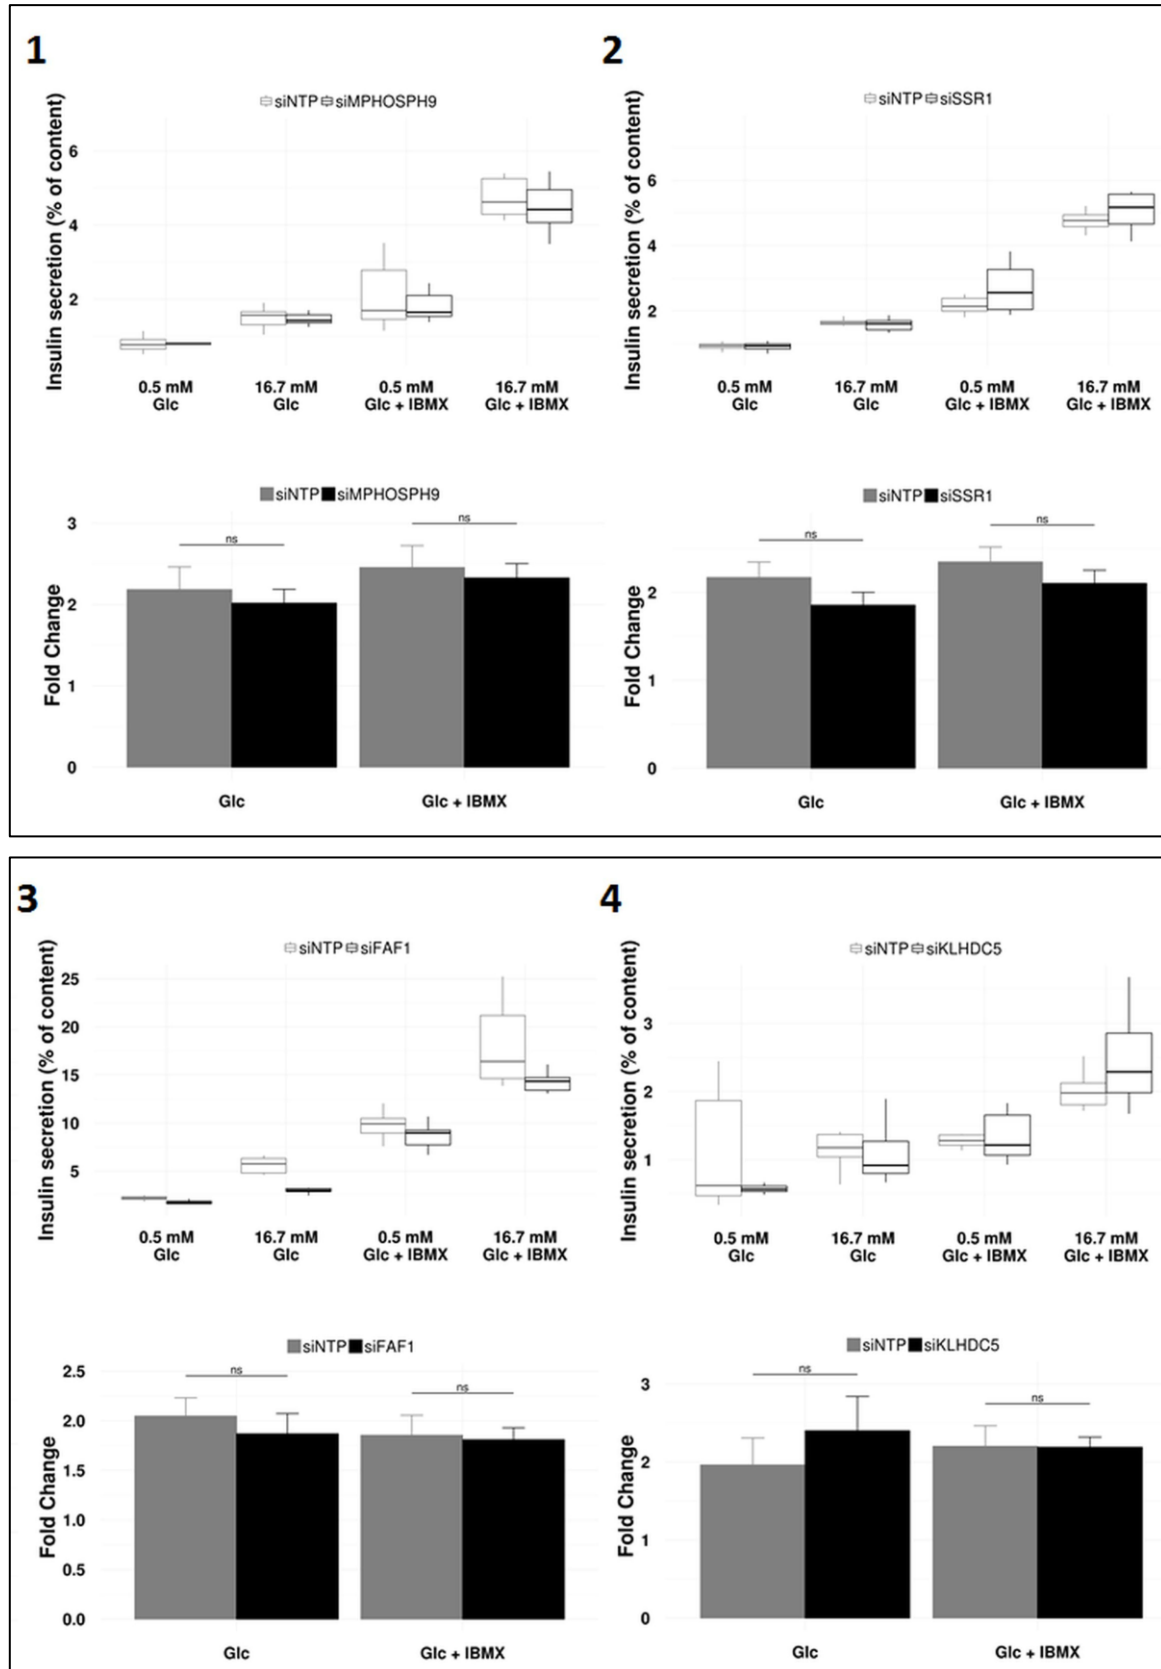 1
siNTP siMPHOSPH9
Insulin secretion (% of content)
6
4
2
0.5 mM
Glc
16.7 mM
Glc
0.5 mM
Glc + IBMX
16.7 mM
Glc + IBMX
siNTP siMPHOSPH9
Fold Change
3
2
1
0
ns
ns
Glc
Glc + IBMX
2
siNTP siSSR1
Insulin secretion (% of content)
6
4
2
0.5 mM
Glc
16.7 mM
Glc
0.5 mM
Glc + IBMX
16.7 mM
Glc + IBMX
siNTP siSSR1
Fold Change
2
1
0
ns
ns
Glc
Glc + IBMX
3
siNTP siFAF1
Insulin secretion (% of content)
25
20
15
10
5
0.5 mM
Glc
16.7 mM
Glc
0.5 mM
Glc + IBMX
16.7 mM
Glc + IBMX
siNTP siFAF1
Fold Change
2.5
2.0
1.5
1.0
0.5
0.0
ns
ns
Glc
Glc + IBMX
4
siNTP siKLHDC5
Insulin secretion (% of content)
3
2
1
0.5 mM
Glc
16.7 mM
Glc
0.5 mM
Glc + IBMX
16.7 mM
Glc + IBMX
siNTP siKLHDC5
Fold Change
3
2
1
0
ns
ns
Glc
Glc + IBMX